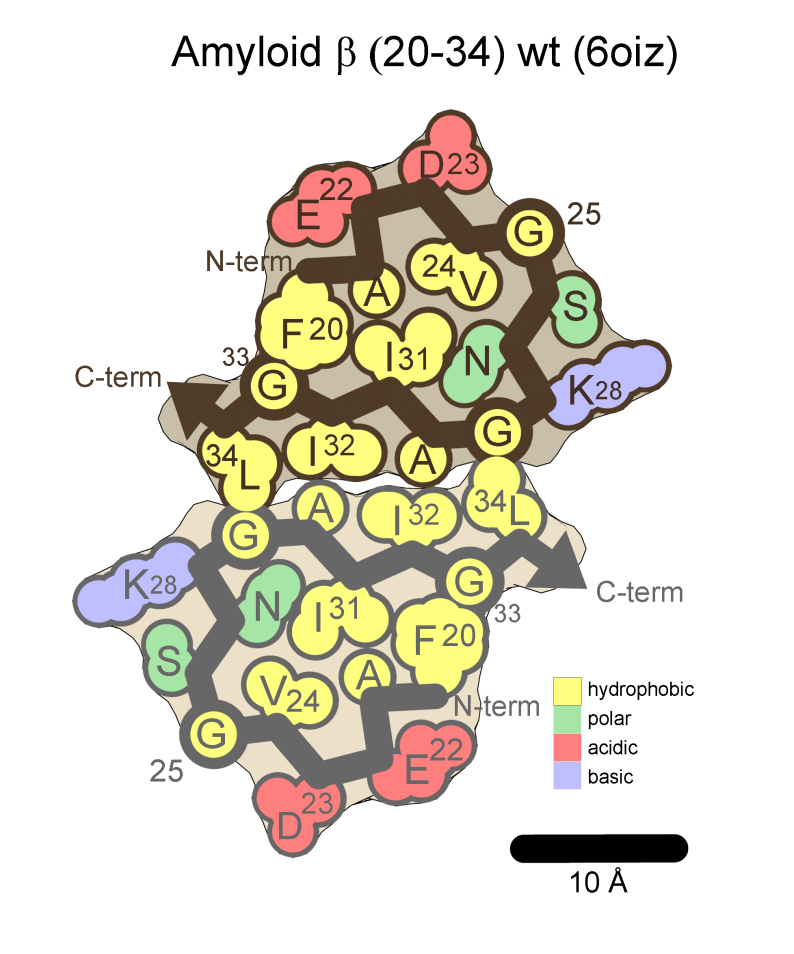 Amyloid β (20-34) wt (6oiz)
D23
E22
25
G
N-term
A
24V
S
F20
I31
N
33
G
C-term
K28
G
34L
I32
A
A
I32
34L
G
K28
N
I31
G
C-term
33
F20
S
A
V24
N-term
G
25
E22
D23
hydrophobic
polar
acidic
basic
10 Å